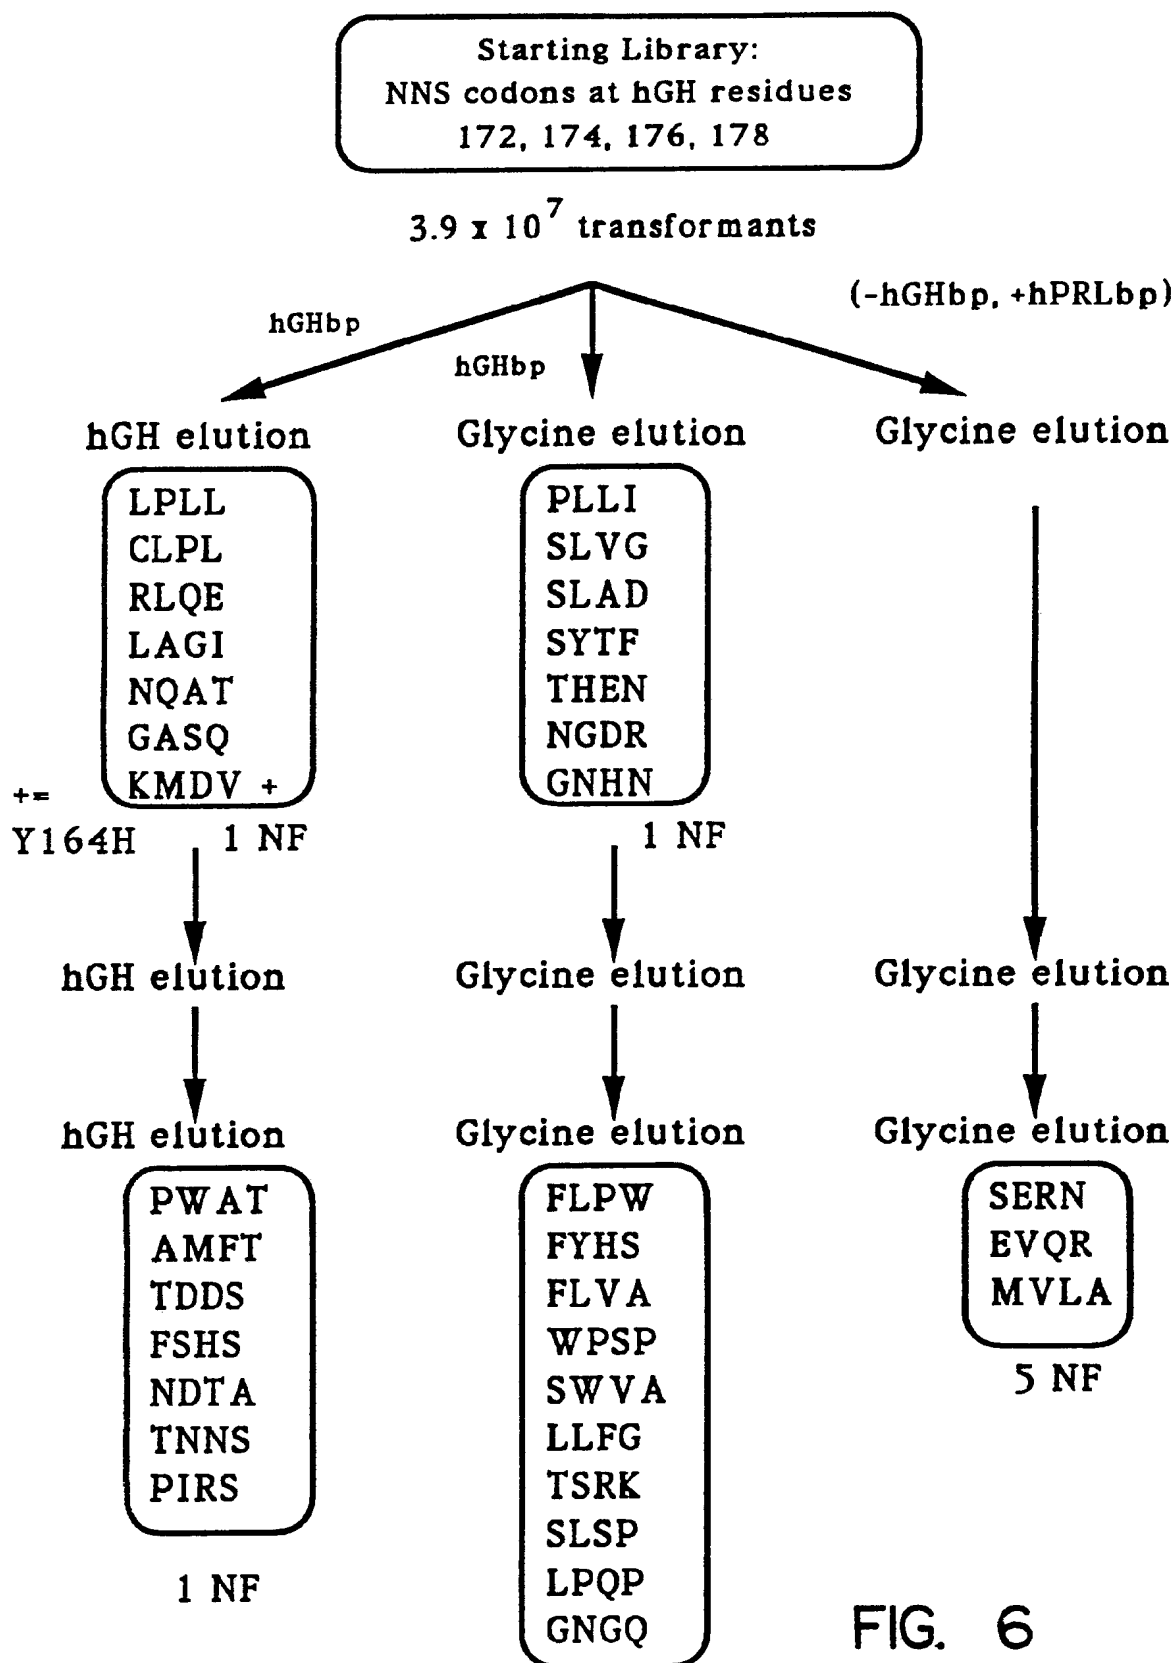 Starting Library:
NNS codons at hGH residues
172, 174, 176, 178
3.9 x 10^7 transformants
(-hGHbp, +hPRLbp)
hGHbp
hGHbp
hGH elution
LPLL
CLPL
RLQE
LAGI
NQAT
GASQ
KMDV +
+=
Y164H
1 NF
hGH elution
hGH elution
PWAT
AMFT
TDDS
FSHS
NDTA
TNNS
PIRS
1 NF
Glycine elution
PLLI
SLVG
SLAD
SYTF
THEN
NGDR
GNHN
1 NF
Glycine elution
Glycine elution
FLPW
FYHS
FLVA
WPSP
SWVA
LLFG
TSRK
SLSP
LPQP
GNGQ
Glycine elution
Glycine elution
Glycine elution
SERN
EVQR
MVLA
5 NF
FIG. 6